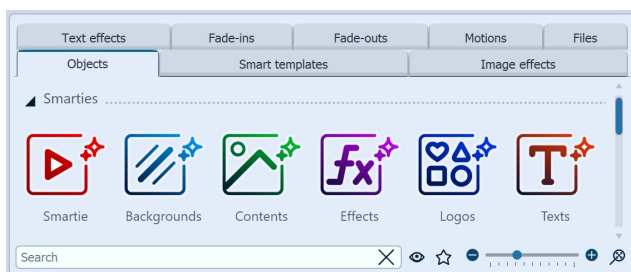 Text effects Fade-ins Fade-outs Motions Files
Objects Smart templates Image effects
Smarties
fx T
Smartie Backgrounds Contents Effects Logos Texts
Search